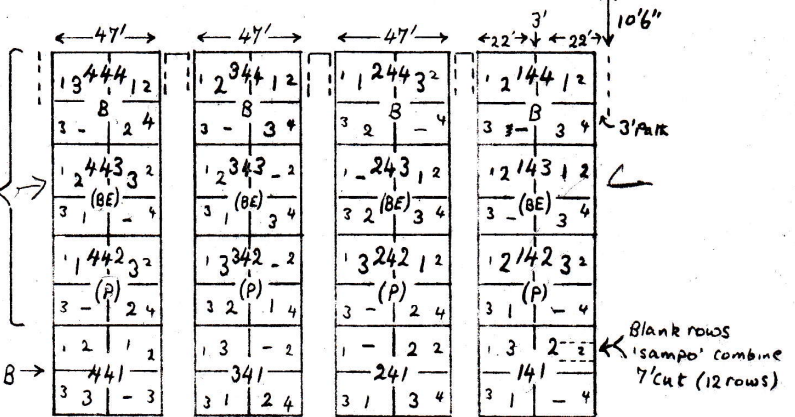 3' 10'6"
47' 47' 47' 22' 22'
1 3 444 1 2 1 2 344 1 2 1 1 244 3 2 1 2 144 1 2
B B B B
3 - 2 4 3 - 3 4 3 2 - 4 3 - 3 4 3' Path
1 2 443 3 2 1 2 343 - 2 1 - 243 1 2 1 2 143 1 2
(BE) (BE) (BE) (BE)
3 1 - 4 3 1 3 4 3 2 3 4 3 - 3 4
1 1 442 3 2 1 3 342 - 2 1 3 242 1 2 1 2 142 3 2
(P) (P) (P) (P)
3 - 2 4 3 2 1 4 3 - 2 4 3 1 - 4
1 2 1 2 1 3 - 2 1 - 2 2 1 3 2 2 Blank rows
B 441 341 241 141 'sampo' combine
3 3 - 3 3 1 2 4 3 1 3 4 3 1 - 4 7' cut (12 rows)